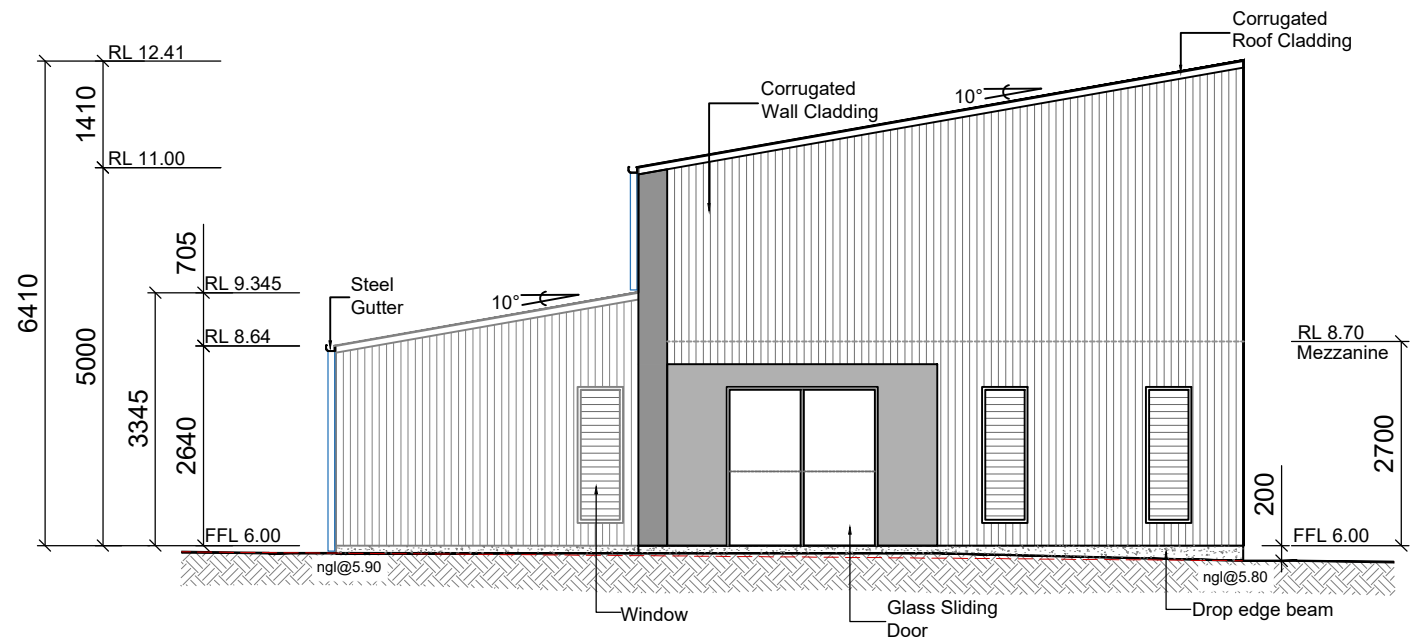 Corrugated
Roof Cladding
RL 12.41
10°
Corrugated
Wall Cladding
1410
RL 11.00
705
RL 9.345
Steel
Gutter
10°
6410
5000
RL 8.64
RL 8.70
Mezzanine
3345
2640
2700
200
FFL 6.00
FFL 6.00
ngl@5.90
ngl@5.80
Window
Glass Sliding
Door
Drop edge beam